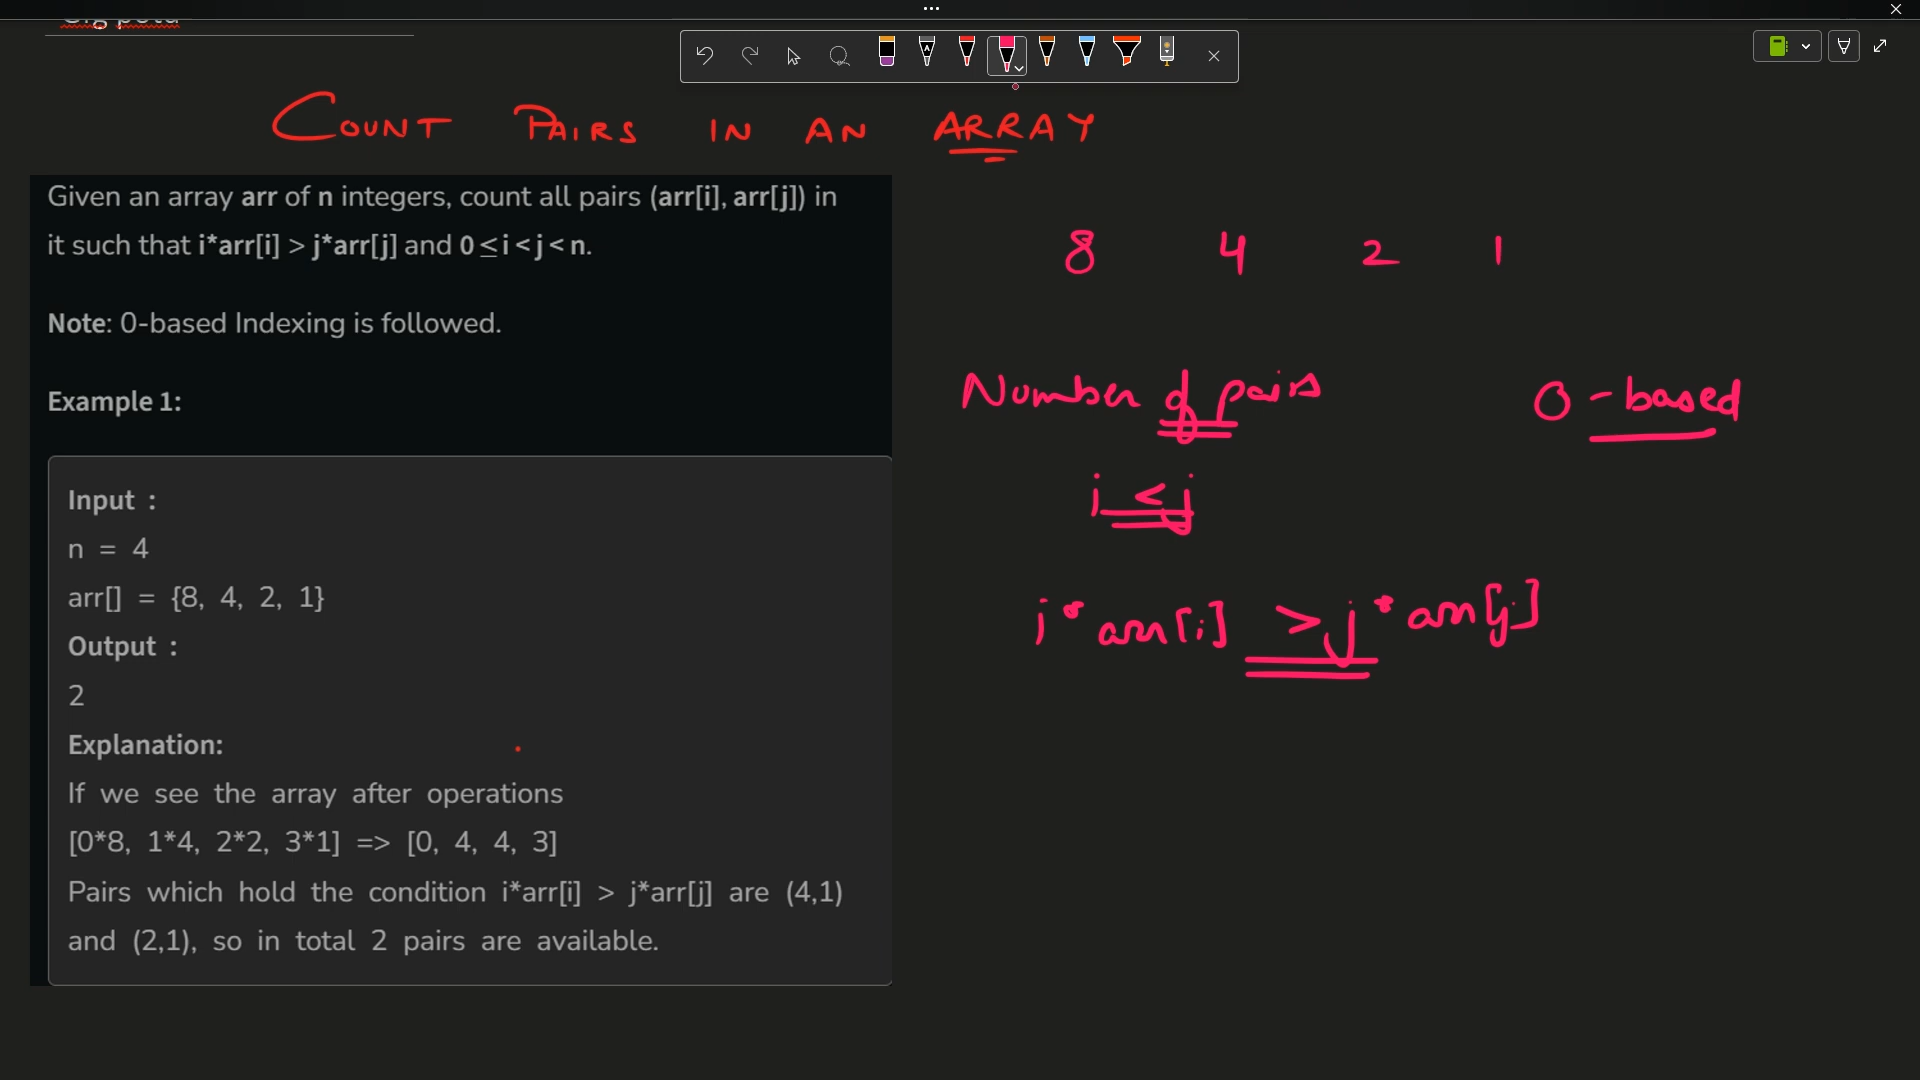 COUNT PAIRS IN AN ARRAY
Given an array arr of n integers, count all pairs (arr[i], arr[j]) in
it such that i*arr[i] > j*arr[j] and 0 ≤ i < j < n.
Note: 0-based Indexing is followed.
Example 1:
Input :
n = 4
arr[] = {8, 4, 2, 1}
Output :
2
Explanation:
If we see the array after operations
[0*8, 1*4, 2*2, 3*1] => [0, 4, 4, 3]
Pairs which hold the condition i*arr[i] > j*arr[j] are (4,1)
and (2,1), so in total 2 pairs are available.
8 4 2 1
Number of pairs
0-based
i < j
i*arr[i] > j*arr[j]